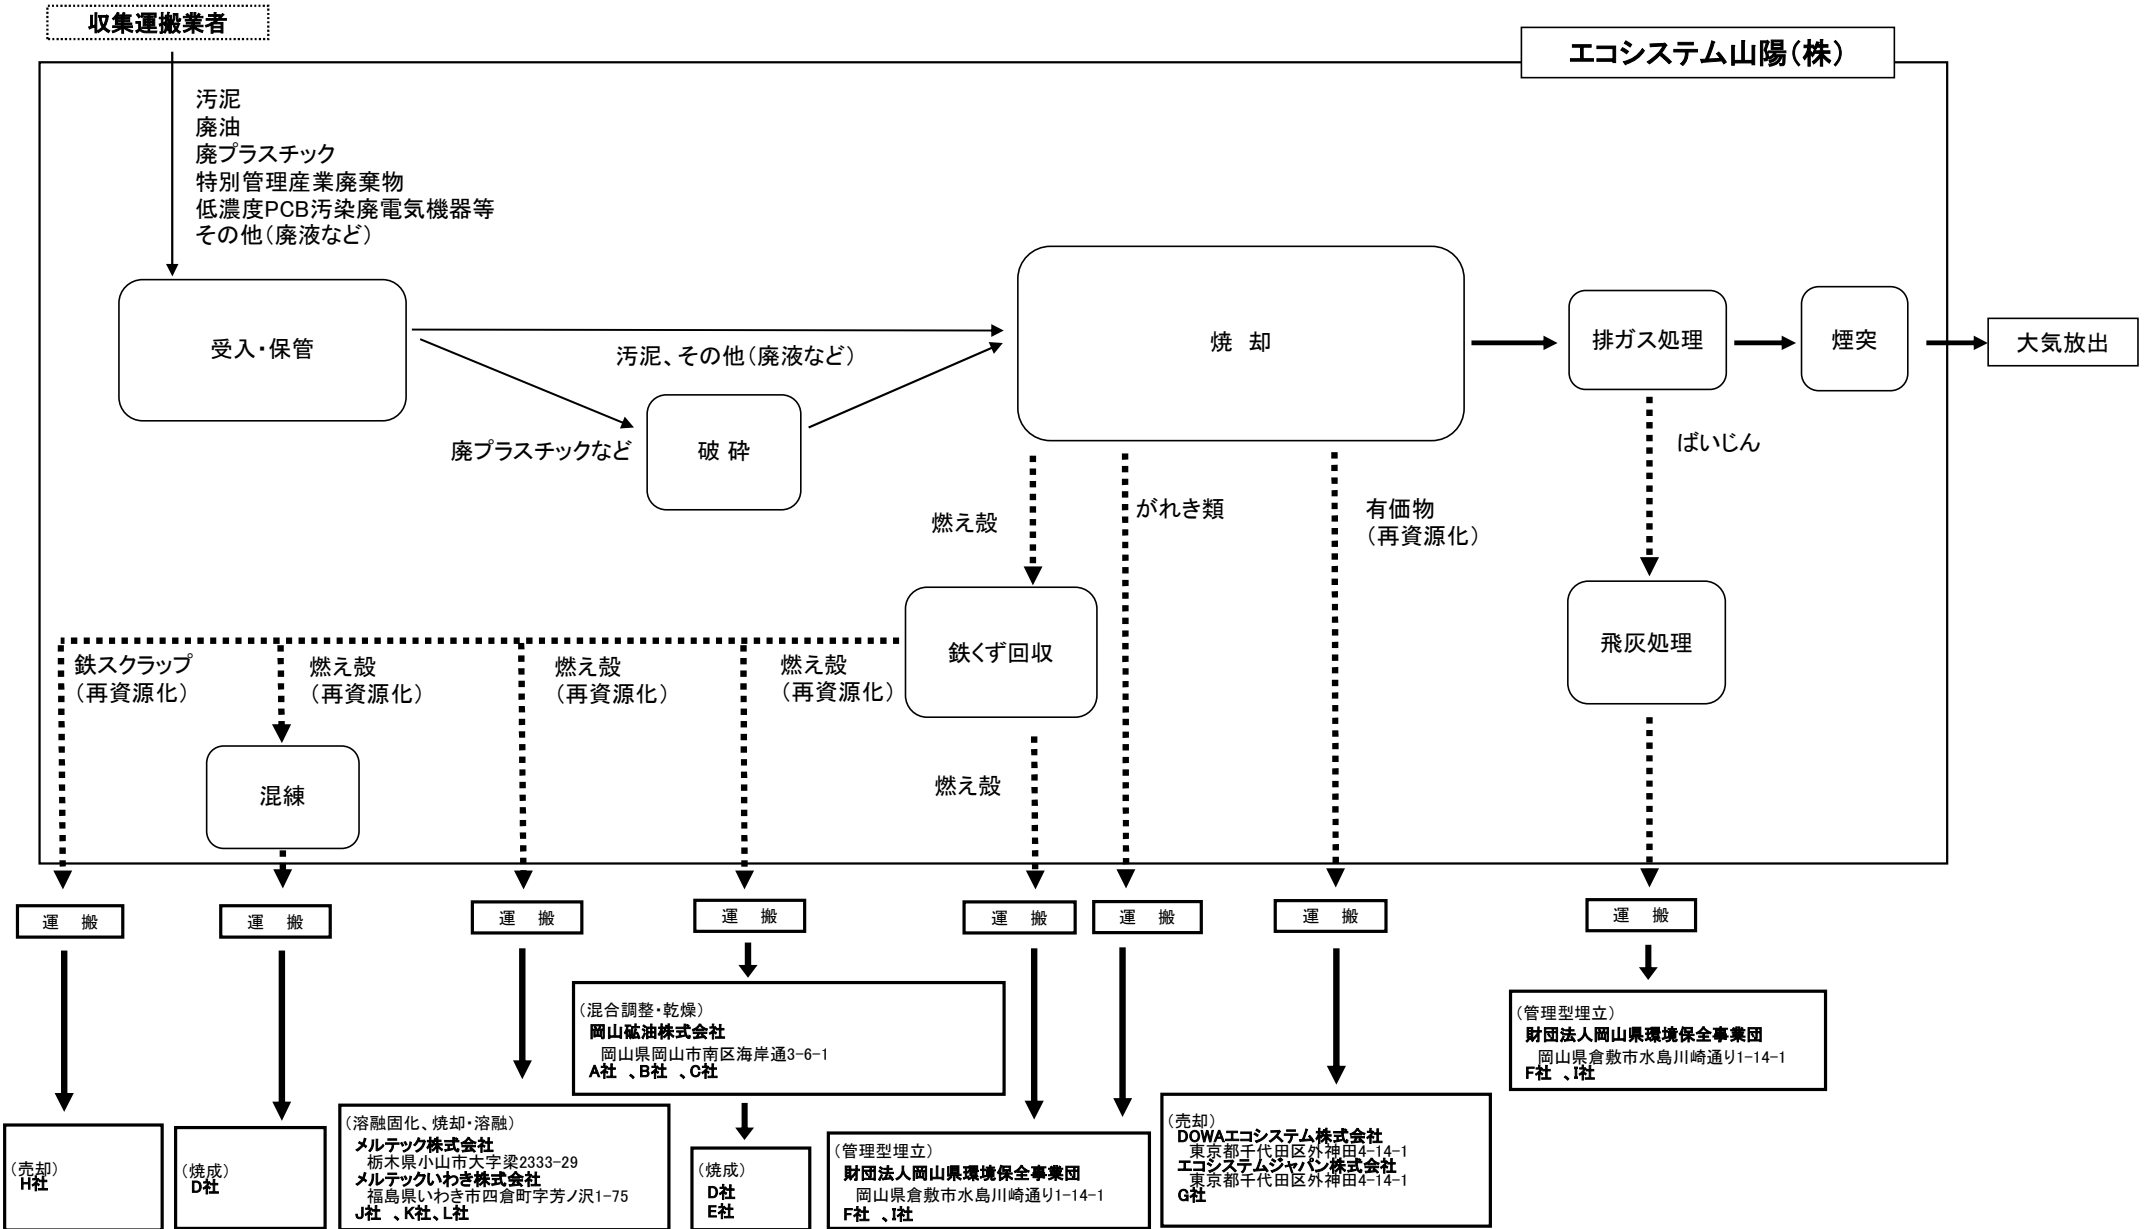 収集運搬業者
エコシステム山陽（株）
汚泥
廃油
廃プラスチック
特別管理産業廃棄物
低濃度PCB汚染廃電気機器等
その他（廃液など）
受入・保管
汚泥、その他（廃液など）
廃プラスチックなど
破 砕
焼　却
排ガス処理
煙突
大気放出
ばいじん
燃え殻
がれき類
有価物
（再資源化）
鉄くず回収
飛灰処理
鉄スクラップ
（再資源化）
燃え殻
（再資源化）
燃え殻
（再資源化）
燃え殻
（再資源化）
混練
燃え殻
運　搬
運　搬
運　搬
運　搬
運　搬
運　搬
運　搬
運　搬
（売却）
H社
（焼成）
D社
（溶融固化、焼却・溶融）
メルテック株式会社
栃木県小山市大字梁2333-29
メルテックいわき株式会社
福島県いわき市四倉町字芳ノ沢1-75
J社 、K社、L社
（混合調整・乾燥）
岡山砿油株式会社
岡山県岡山市南区海岸通3-6-1
A社 、B社 、C社
（焼成）
D社
E社
（管理型埋立）
財団法人岡山県環境保全事業団
岡山県倉敷市水島川崎通り1-14-1
F社 、I社
（売却）
DOWAエコシステム株式会社
東京都千代田区外神田4-14-1
エコシステムジャパン株式会社
東京都千代田区外神田4-14-1
G社
（管理型埋立）
財団法人岡山県環境保全事業団
岡山県倉敷市水島川崎通り1-14-1
F社 、I社